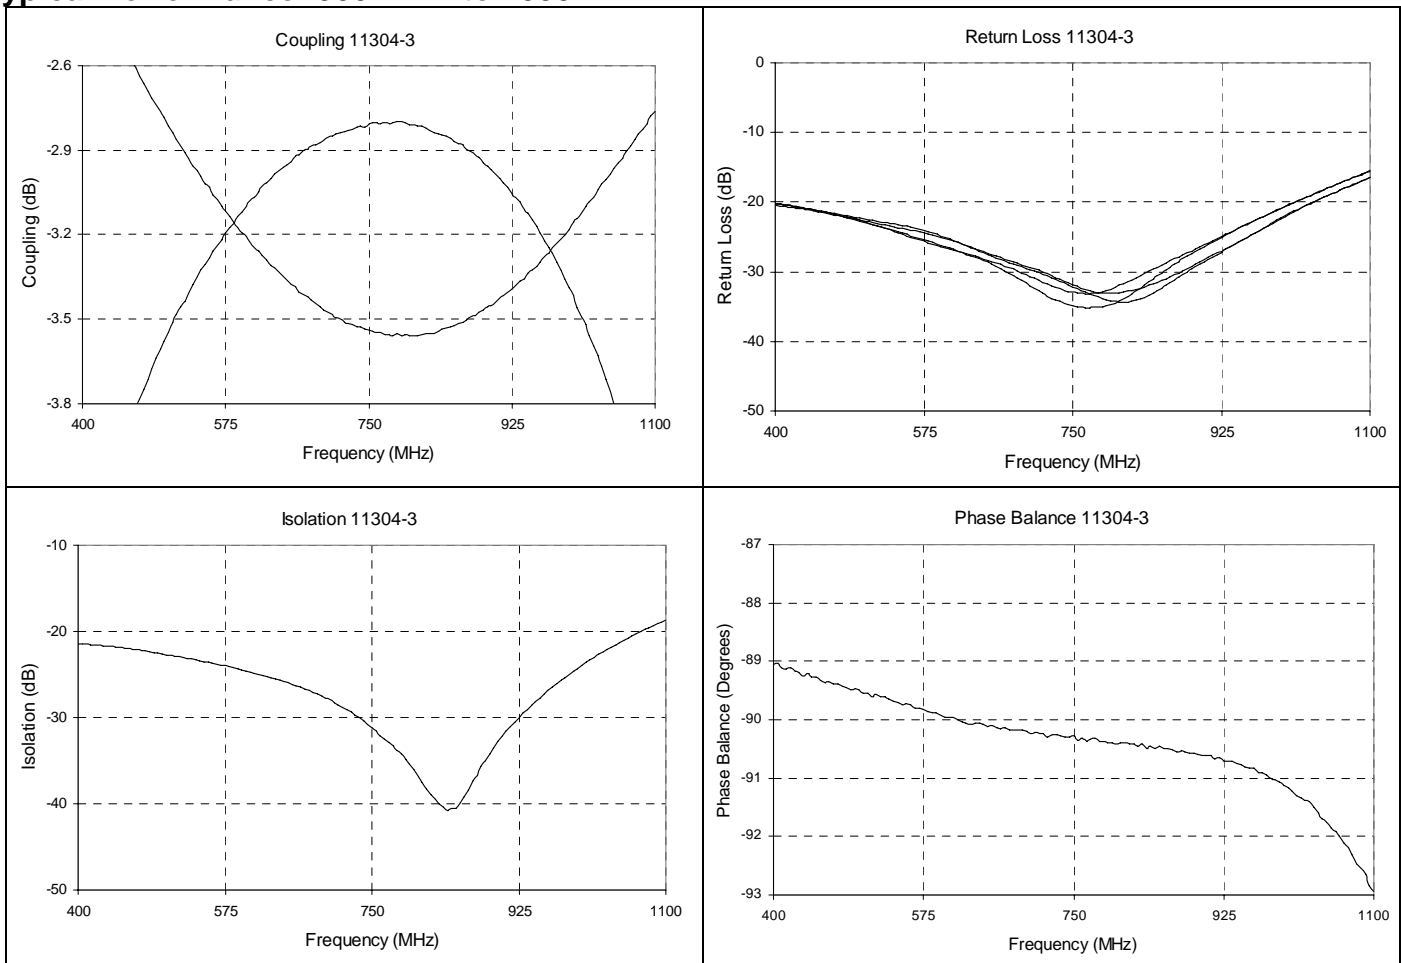 Coupling 11304-3
-2.6
-2.9
-3.2
-3.5
-3.8
Coupling (dB)
400 575 750 925 1100
Frequency (MHz)
Return Loss 11304-3
0
-10
-20
-30
-40
-50
Return Loss (dB)
400 575 750 925 1100
Frequency (MHz)
Isolation 11304-3
-10
-20
-30
-40
-50
Isolation (dB)
400 575 750 925 1100
Frequency (MHz)
Phase Balance 11304-3
-87
-88
-89
-90
-91
-92
-93
Phase Balance (Degrees)
400 575 750 925 1100
Frequency (MHz)